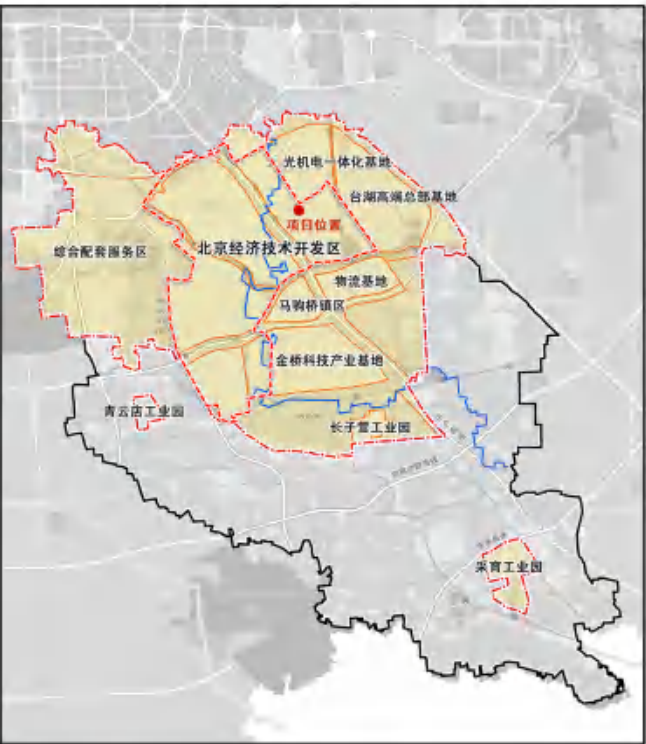 光机电一体化基地
台湖高端总部基地
项目位置
北京经济技术开发区
综合配套服务区
物流基地
马驹桥镇区
金桥科技产业基地
青云店工业园
长子营工业园
采育工业园